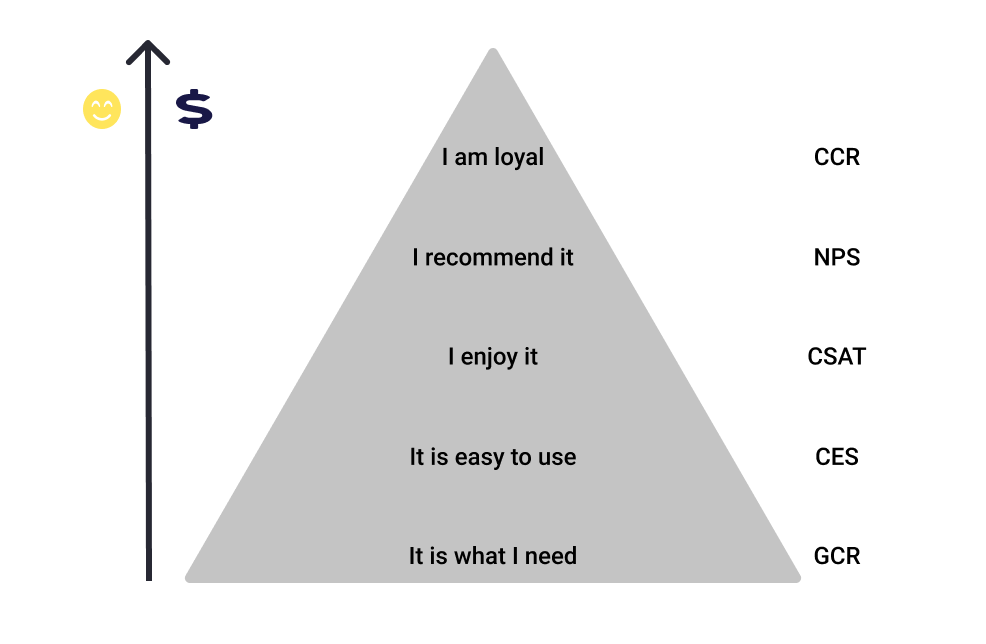 $
I am loyal CCR
I recommend it NPS
I enjoy it CSAT
It is easy to use CES
It is what I need GCR